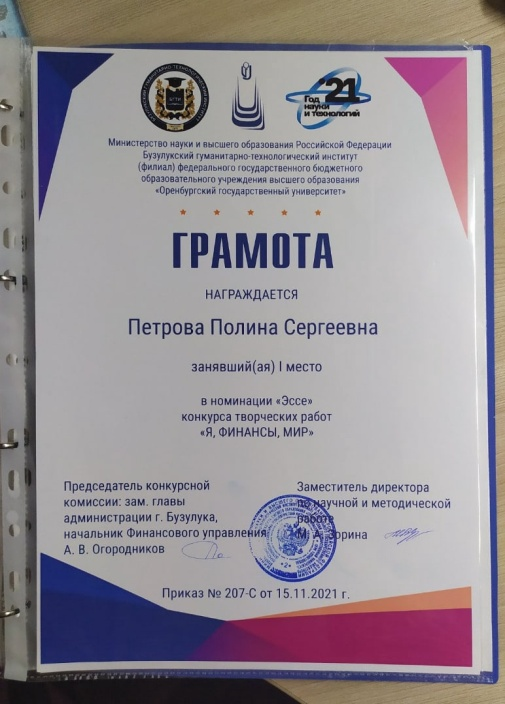 БГТИ
'21
Год
науки
и технологий
Министерство науки и высшего образования Российской Федерации
Бузулукский гуманитарно-технологический институт
(филиал) федерального государственного бюджетного
образовательного учреждения высшего образования
«Оренбургский государственный университет»
ГРАМОТА
НАГРАЖДАЕТСЯ
Петрова Полина Сергеевна
занявший(ая) I место
в номинации «Эссе»
конкурса творческих работ
«Я, ФИНАНСЫ, МИР»
Председатель конкурсной
комиссии: зам. главы
администрации г. Бузулука,
начальник Финансового управления
А. В. Огородников
Заместитель директора
по научной и методической
работе
М. А. Зорина
Приказ № 207-С от 15.11.2021 г.